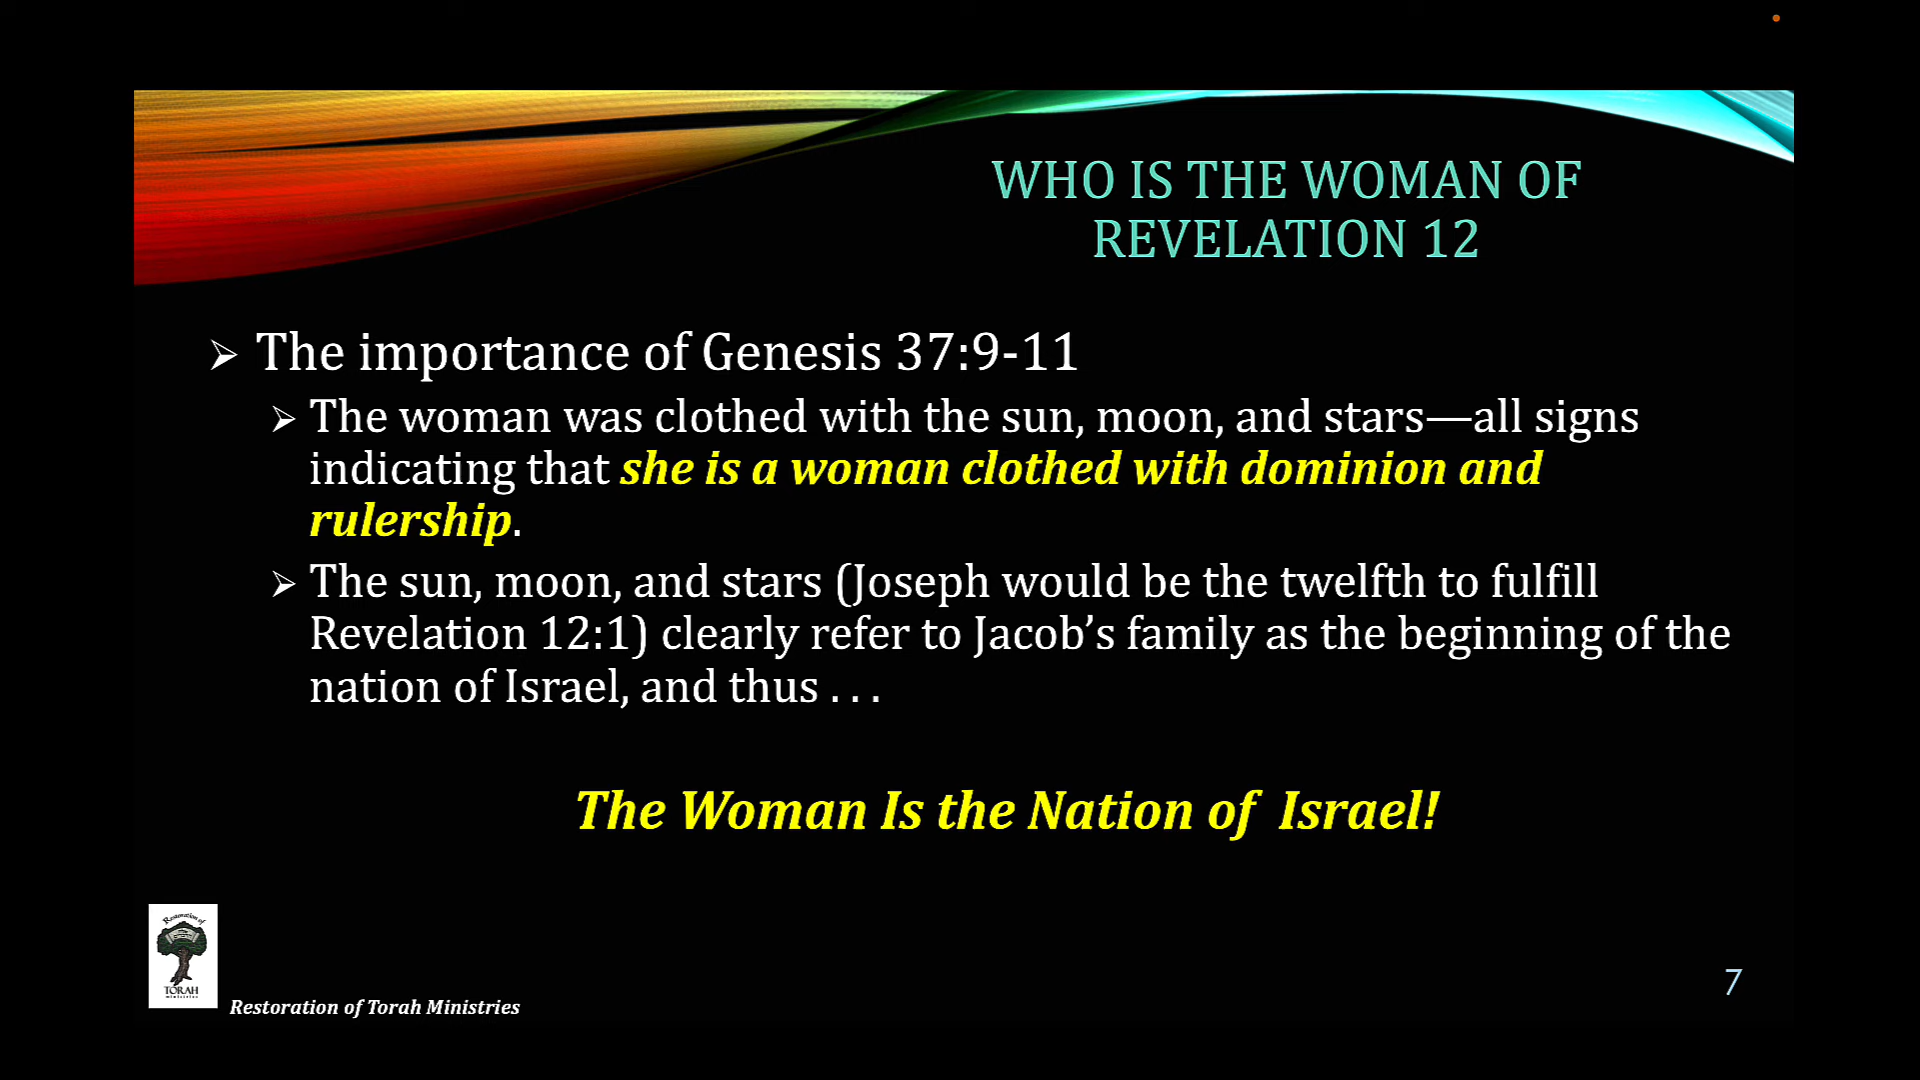 WHO IS THE WOMAN OF
REVELATION 12
➢ The importance of Genesis 37:9-11
➢ The woman was clothed with the sun, moon, and stars—all signs
indicating that she is a woman clothed with dominion and
rulership.
➢ The sun, moon, and stars (Joseph would be the twelfth to fulfill
Revelation 12:1) clearly refer to Jacob’s family as the beginning of the
nation of Israel, and thus . . .
The Woman Is the Nation of Israel!
Restoration of
TORAH
ministries
Restoration of Torah Ministries
7